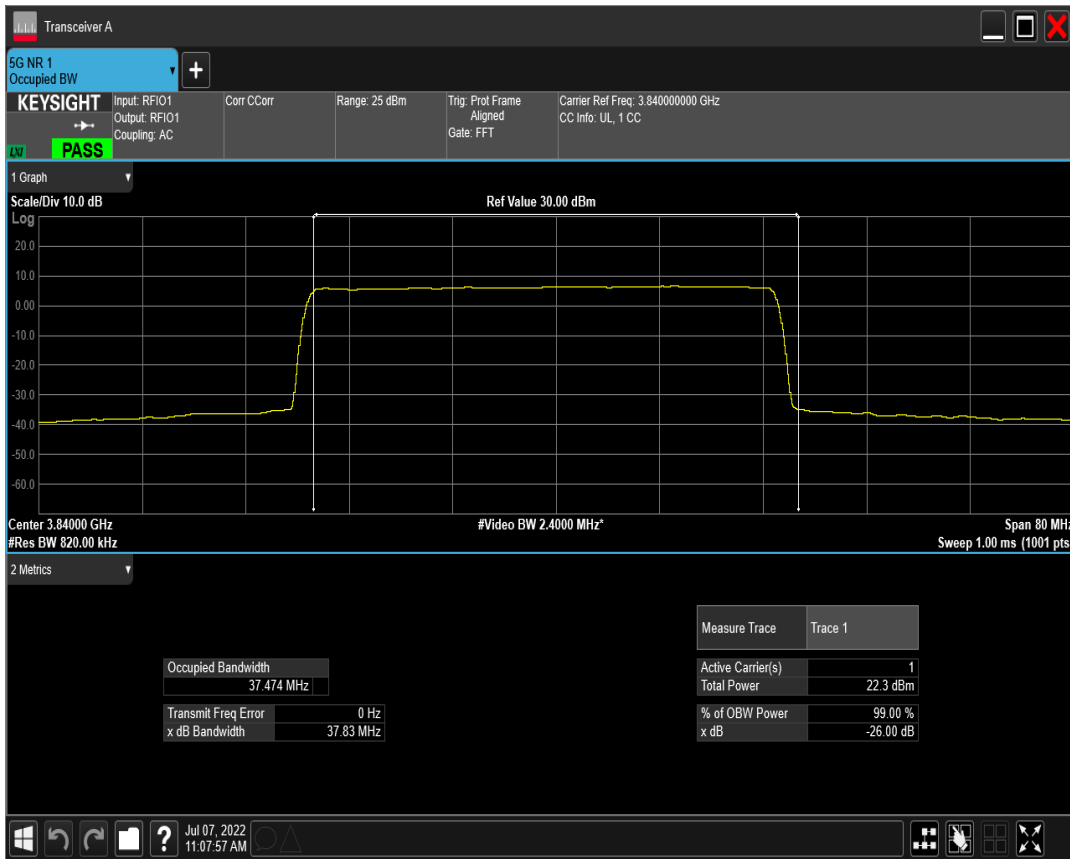 Transceiver A
5G NR 1
Occupied BW
KEYSIGHT
LXI
PASS
Input: RFIO1
Output: RFIO1
Coupling: AC
Corr CCorr
Range: 25 dBm
Trig: Prot Frame
Aligned
Gate: FFT
Carrier Ref Freq: 3.840000000 GHz
CC Info: UL, 1 CC
1 Graph
Scale/Div 10.0 dB
Ref Value 30.00 dBm
Log
20.0
10.0
0.00
-10.0
-20.0
-30.0
-40.0
-50.0
-60.0
Center 3.84000 GHz
#Video BW 2.4000 MHz*
Span 80 MHz
#Res BW 820.00 kHz
Sweep 1.00 ms (1001 pts
2 Metrics
Measure Trace Trace 1
Occupied Bandwidth
37.474 MHz
Transmit Freq Error 0 Hz
x dB Bandwidth 37.83 MHz
Active Carrier(s) 1
Total Power 22.3 dBm
% of OBW Power 99.00 %
x dB -26.00 dB
?
Jul 07, 2022
11:07:57 AM